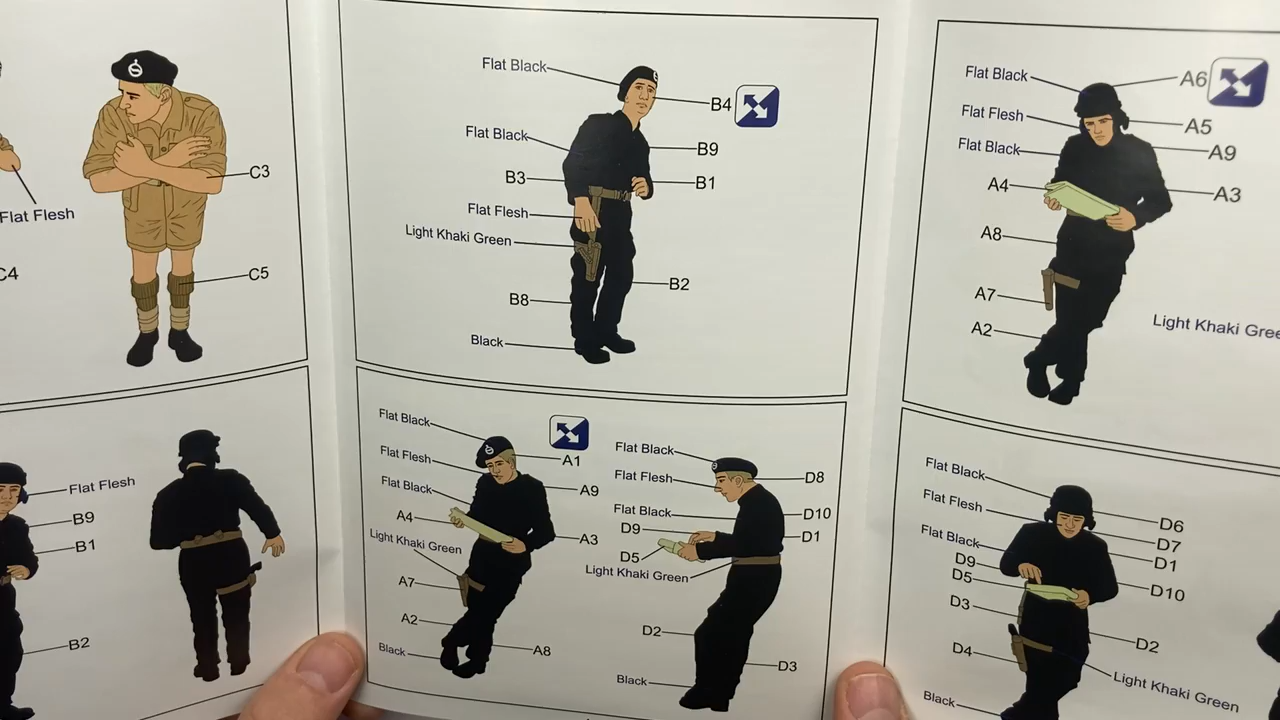 C3
Flat Flesh
C4
C5
Flat Black
B4
Flat Black
B9
B3
B1
Flat Flesh
Light Khaki Green
B2
B8
Black
Flat Black
A6
Flat Flesh
A5
Flat Black
A9
A4
A3
A8
A7
A2
Light Khaki Gree
Flat Flesh
B9
B1
B2
Flat Black
A1
Flat Flesh
A9
Flat Black
A4
A3
Light Khaki Green
A7
A2
Black
A8
Flat Black
D8
Flat Flesh
Flat Black
D10
D9
D1
D5
Light Khaki Green
D2
D3
Black
Flat Black
D6
Flat Flesh
D7
Flat Black
D1
D9
D5
D10
D3
D2
D4
Light Khaki Green
Black